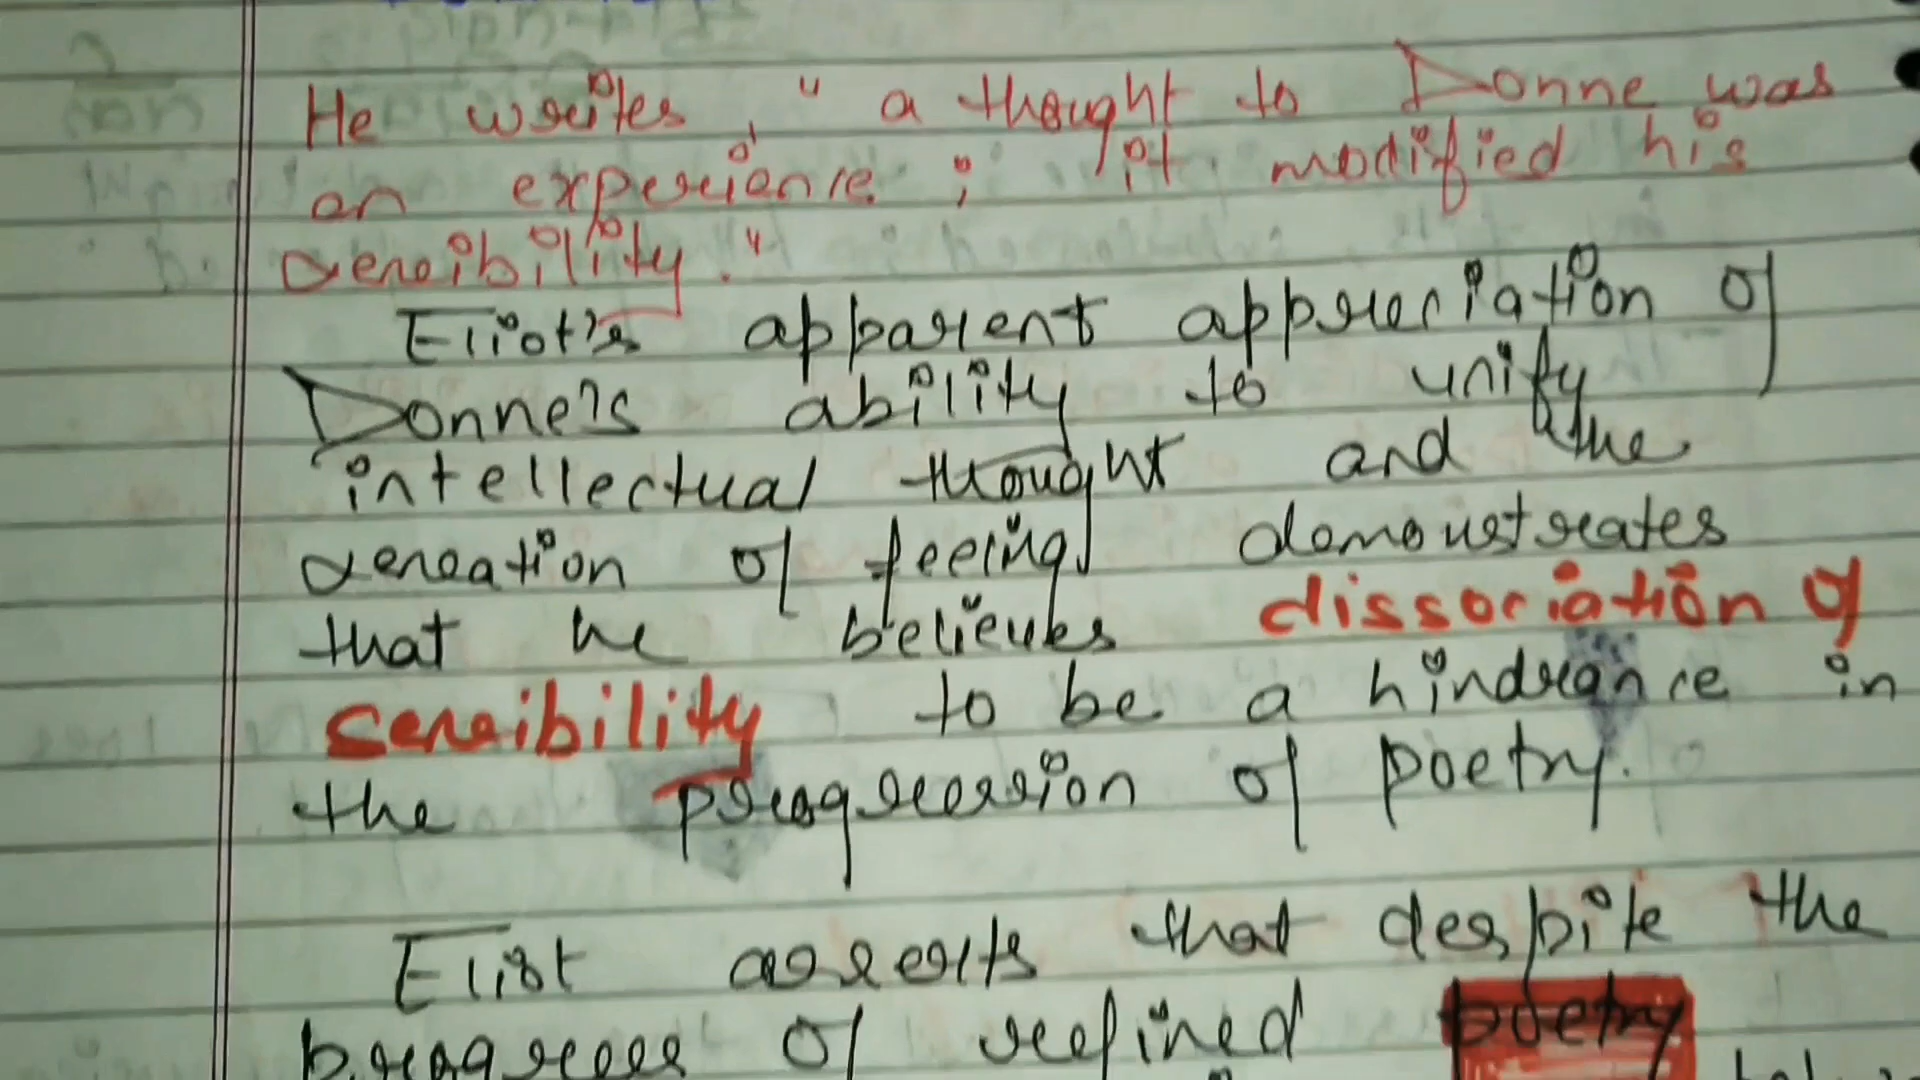 He writes, " a thought to Donne was
an experience ; it modified his
sensibility ."
Eliot's apparent appreciation of
Donne's ability to unify
intellectual thought and the
sensation of feeling demonstrates
that he believes dissociation of
sensibility to be a hindrance in
the progression of poetry.
Eliot asserts that despite the
progress of refined poetry